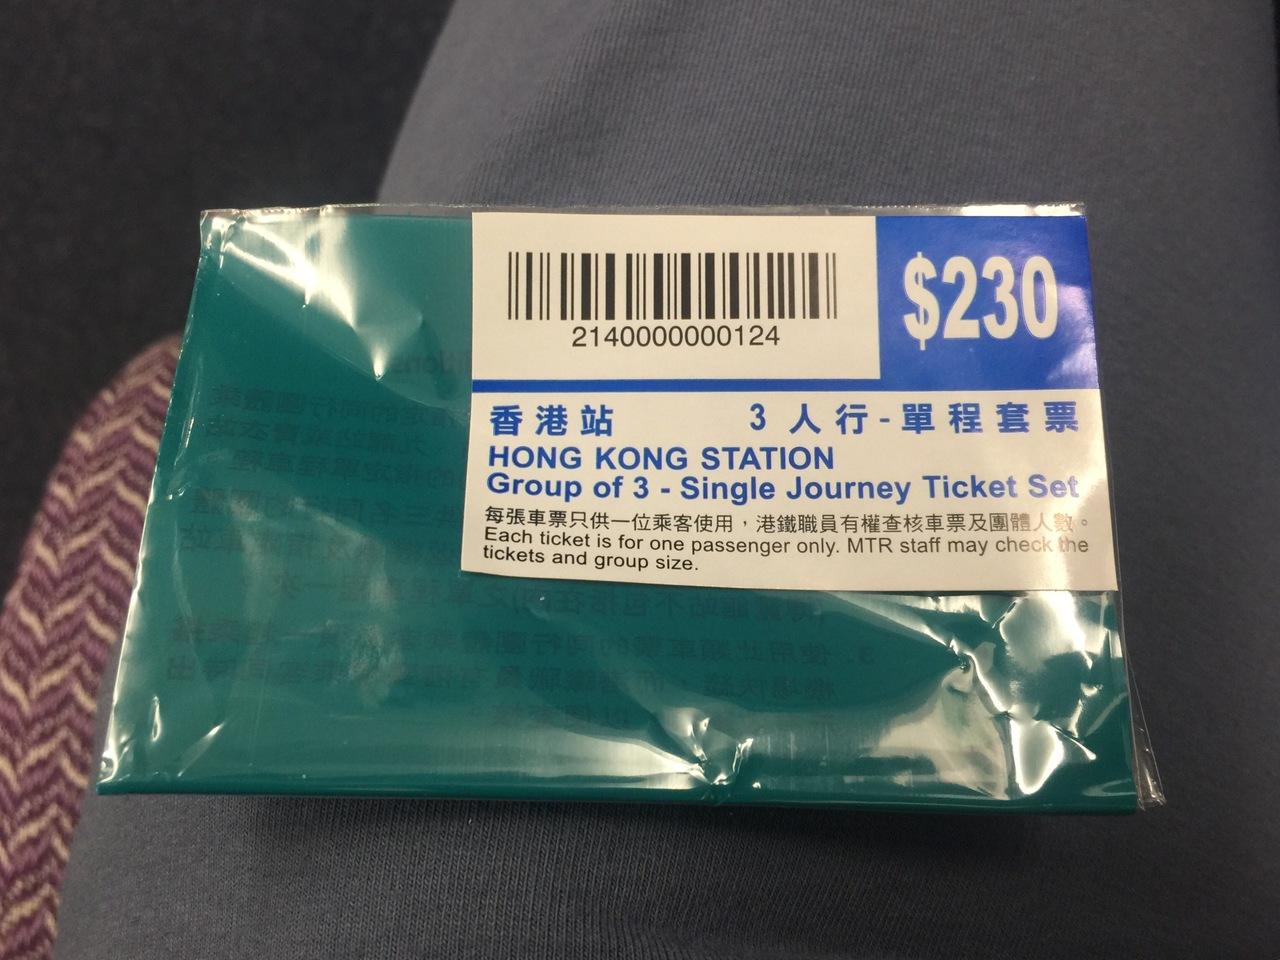 $230
2140000000124
香港站 3人行-單程套票
HONG KONG STATION
Group of 3 - Single Journey Ticket Set
每張車票只供一位乘客使用，港鐵職員有權查核車票及團體人數。
Each ticket is for one passenger only. MTR staff may check the
tickets and group size.